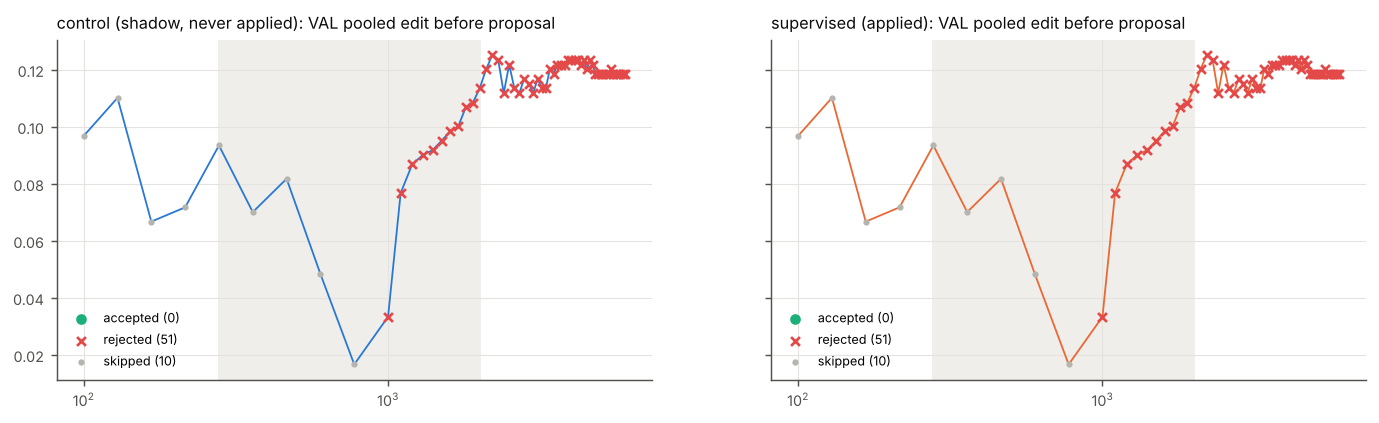 control (shadow, never applied): VAL pooled edit before proposal
0.12
0.10
0.08
0.06
0.04
0.02
accepted (0)
rejected (51)
skipped (10)
10²
10³
supervised (applied): VAL pooled edit before proposal
accepted (0)
rejected (51)
skipped (10)
10²
10³